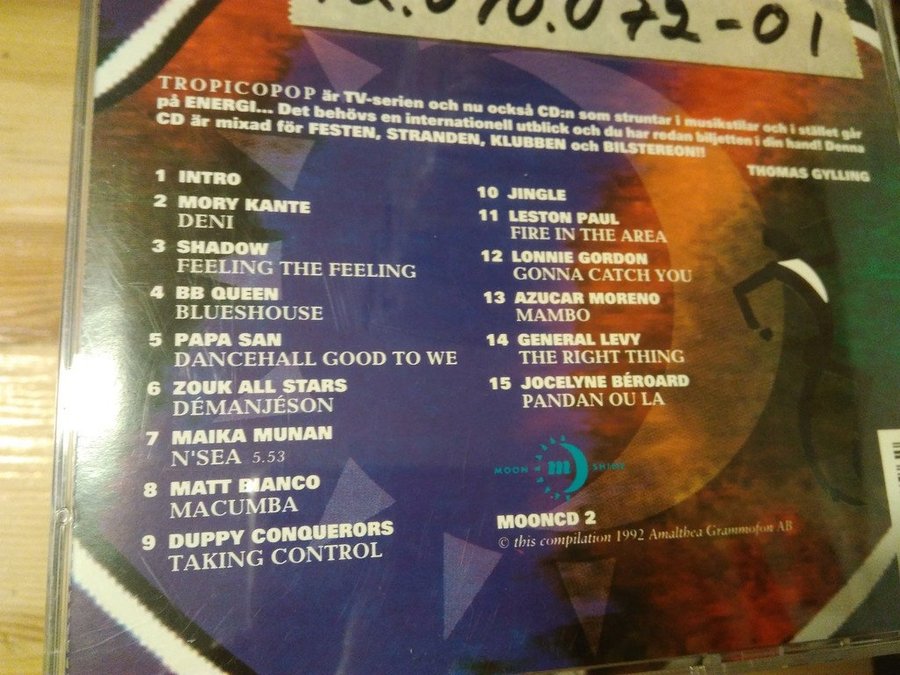 072-01
TROPICOPOP är TV-serien och nu också CD:n som struntar i musikstilar och i stället går
på ENERGI... Det behövs en internationell utblick och du har redan biljetten i din hand! Denna
CD är mixad för FESTEN, STRANDEN, KLUBBEN och BILSTEREON!!
THOMAS GYLLING
1 INTRO
2 MORY KANTE
DENI
3 SHADOW
FEELING THE FEELING
4 BB QUEEN
BLUESHOUSE
5 PAPA SAN
DANCEHALL GOOD TO WE
6 ZOUK ALL STARS
DÉMANJÉSON
7 MAIKA MUNAN
N'SEA 5.53
8 MATT BIANCO
MACUMBA
9 DUPPY CONQUERORS
TAKING CONTROL
10 JINGLE
11 LESTON PAUL
FIRE IN THE AREA
12 LONNIE GORDON
GONNA CATCH YOU
13 AZUCAR MORENO
MAMBO
14 GENERAL LEVY
THE RIGHT THING
15 JOCELYNE BÉROARD
PANDAN OU LA
MOON m SHINE
MOONCD 2
© this compilation 1992 Amalthea Grammofon AB